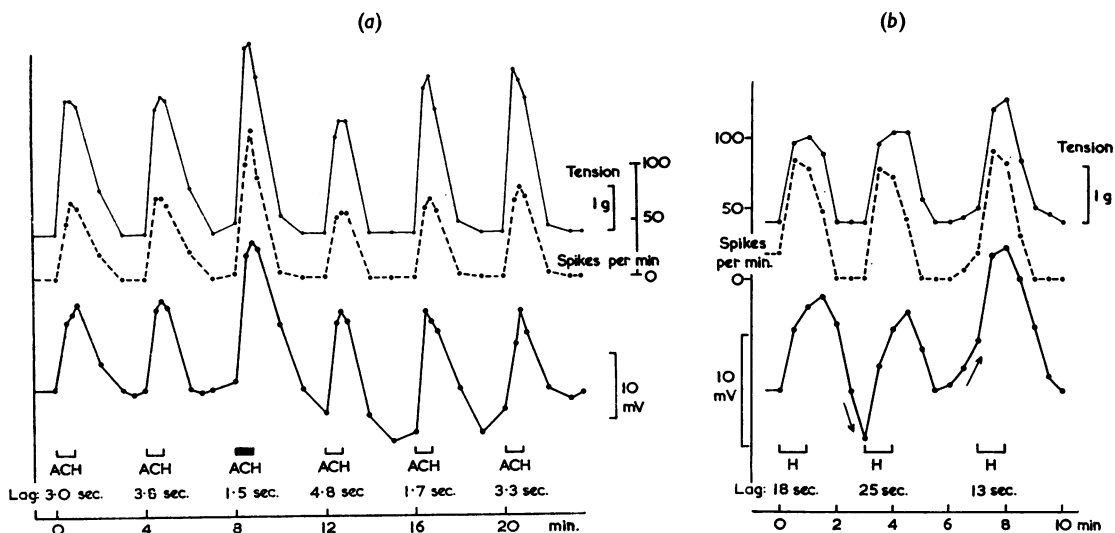 (a)
(b)
Tension
1 g
100
50
0
Spikes per min
10
mV
ACH
ACH
ACH
ACH
ACH
ACH
Lag: 3·0 sec.
3·6 sec.
1·5 sec.
4·8 sec.
1·7 sec.
3·3 sec.
0
4
8
12
16
20
min.
100
50
0
Spikes
per min.
Tension
1 g
10
mV
H
H
H
Lag: 18 sec.
25 sec.
13 sec.
0
2
4
6
8
10 min